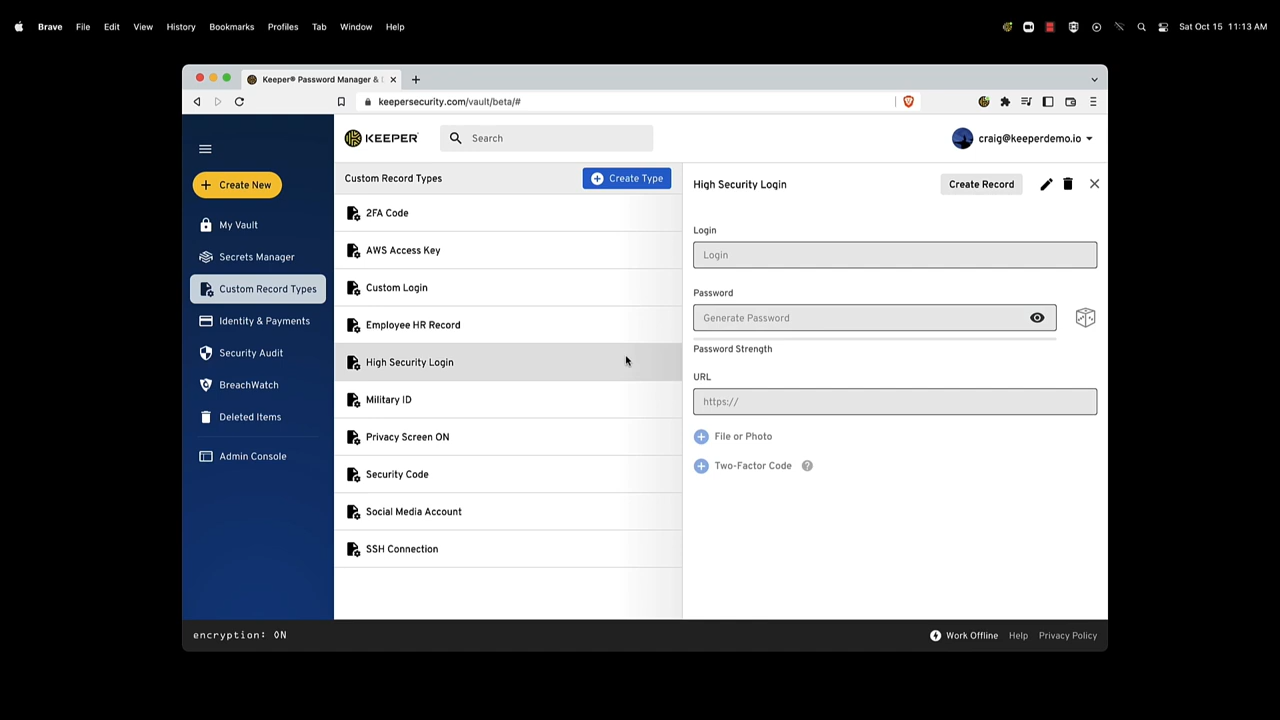 Brave File Edit View History Bookmarks Profiles Tab Window Help Sat Oct 15 11:13 AM
Keeper® Password Manager &
keepersecurity.com/vault/beta/#
KEEPER Search craig@keeperdemo.io
Create New
My Vault
Secrets Manager
Custom Record Types
Identity & Payments
Security Audit
BreachWatch
Deleted Items
Admin Console
Custom Record Types Create Type
2FA Code
AWS Access Key
Custom Login
Employee HR Record
High Security Login
Military ID
Privacy Screen ON
Security Code
Social Media Account
SSH Connection
High Security Login Create Record
Login
Login
Password
Generate Password
Password Strength
URL
https://
File or Photo
Two-Factor Code ?
encryption: ON Work Offline Help Privacy Policy